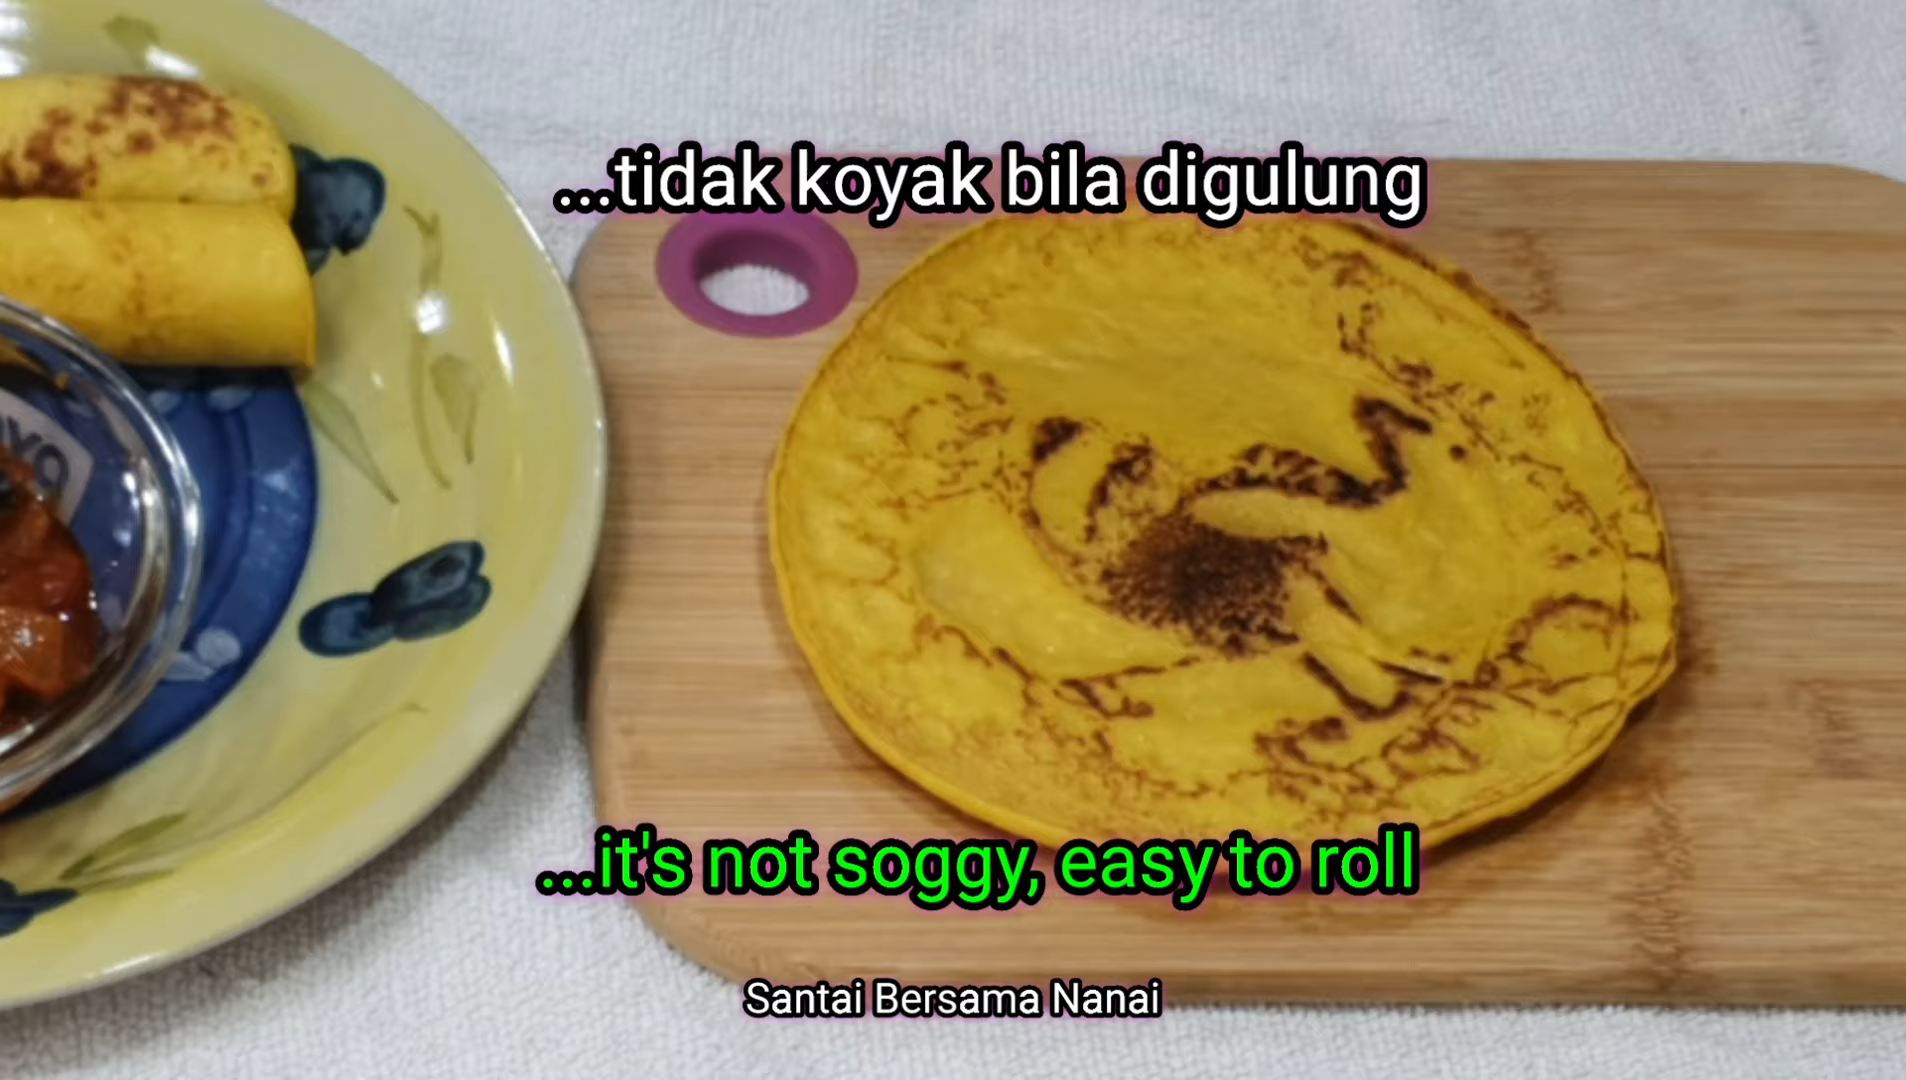 ...tidak koyak bila digulung
...it's not soggy, easy to roll
Santai Bersama Nanai